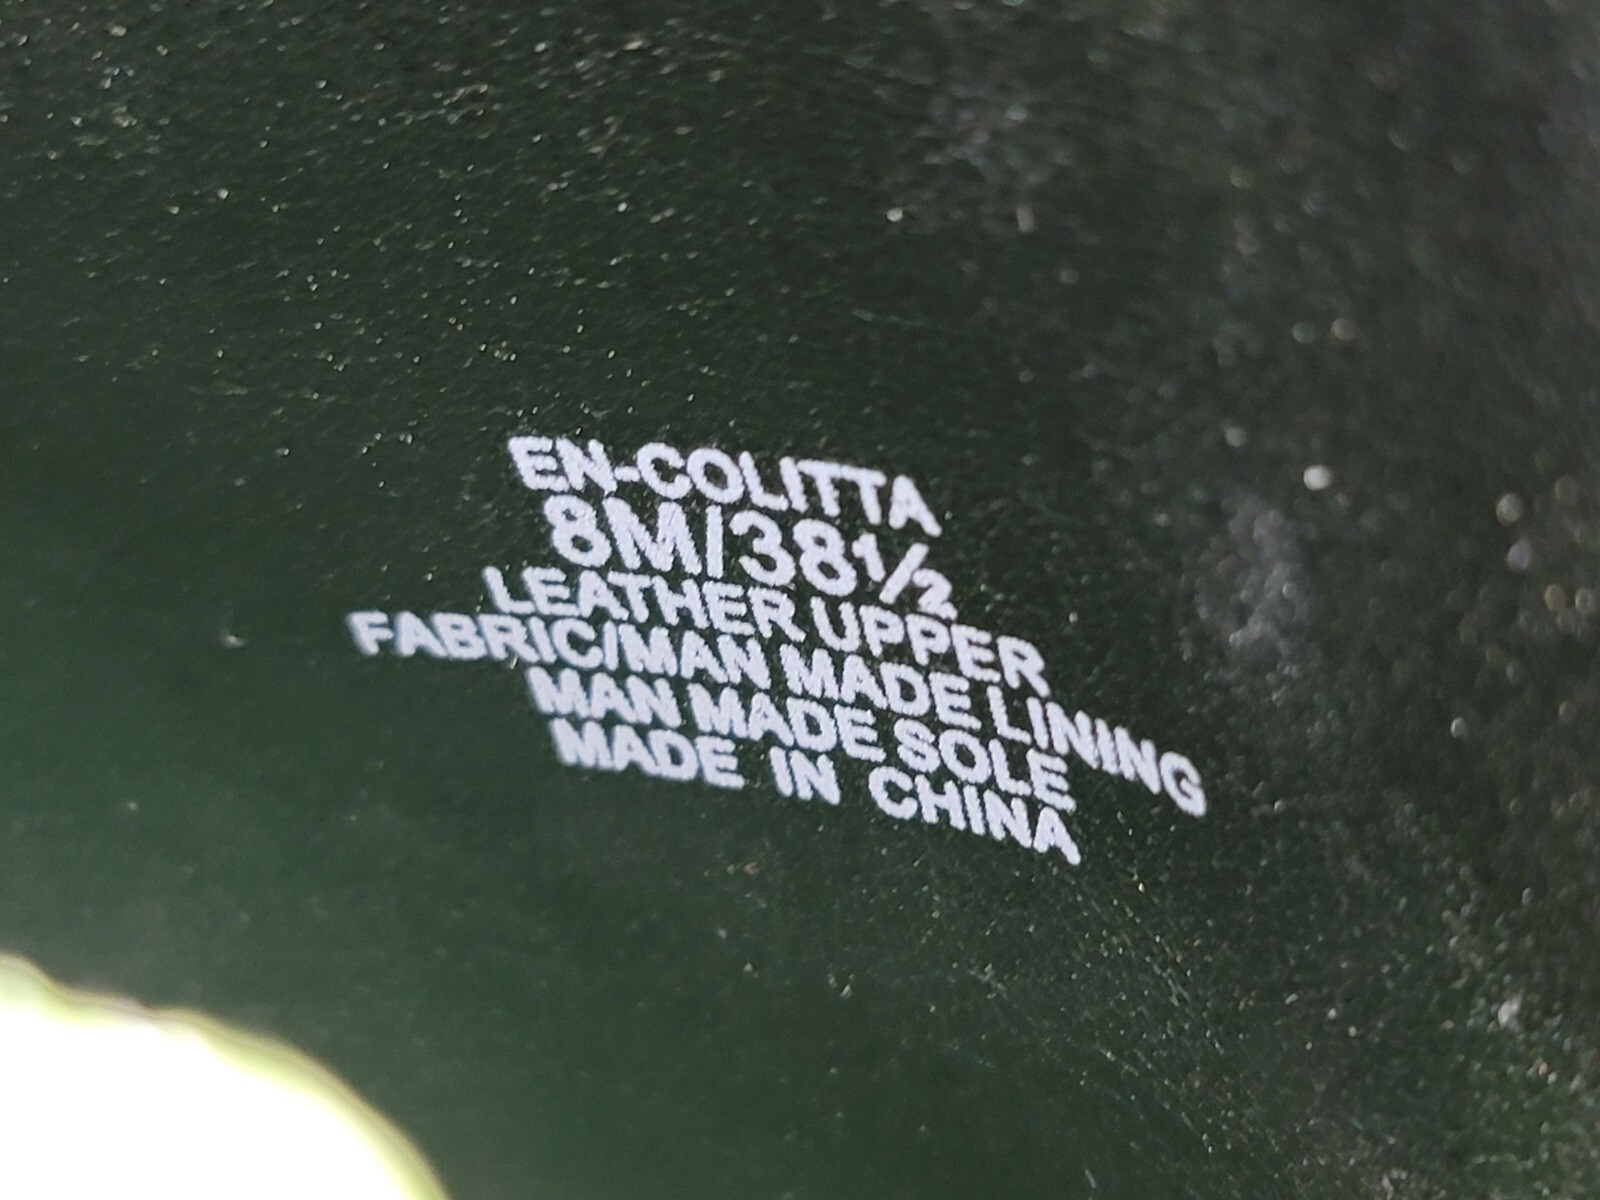 EN-COLITTA
8M/38½
LEATHER UPPER
FABRIC/MAN MADE LINING
MAN MADE SOLE
MADE IN CHINA